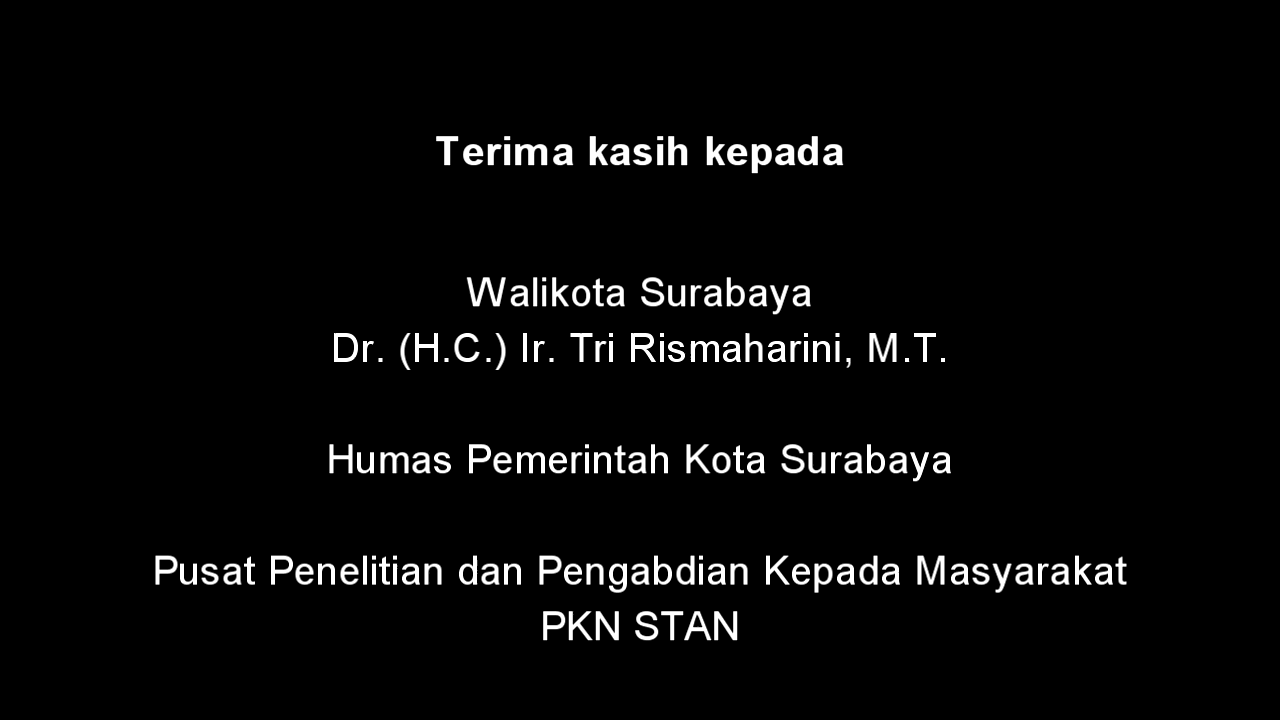 Terima kasih kepada
Walikota Surabaya
Dr. (H.C.) Ir. Tri Rismaharini, M.T.
Humas Pemerintah Kota Surabaya
Pusat Penelitian dan Pengabdian Kepada Masyarakat
PKN STAN